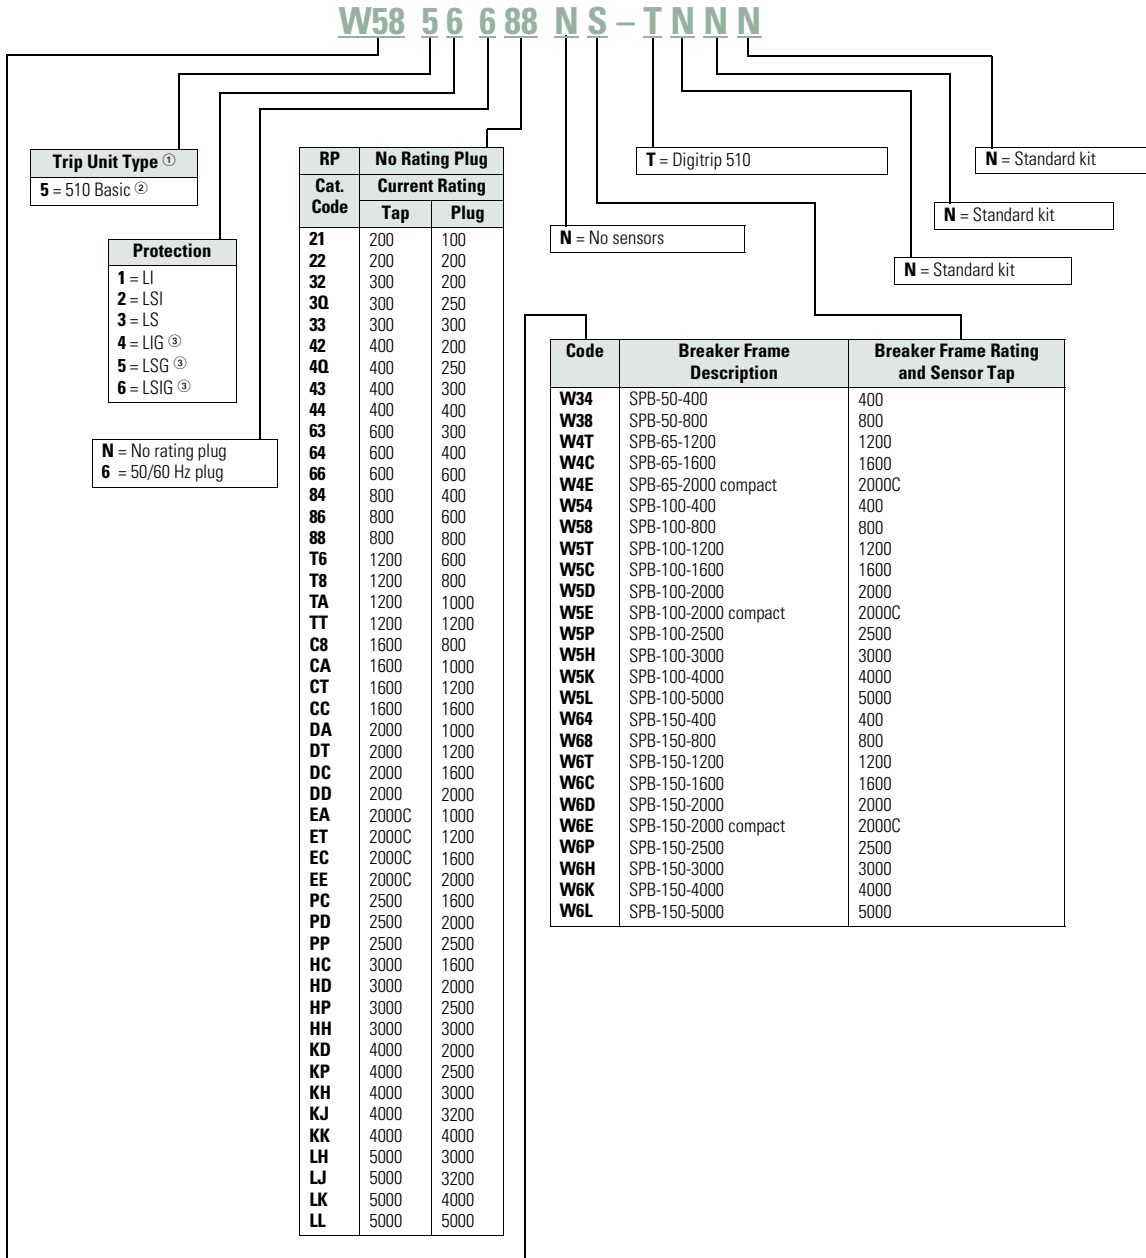 W58 5 6 6 88 N S – T N N N
Trip Unit Type ①
5 = 510 Basic ②
Protection
1 = LI
2 = LSI
3 = LS
4 = LIG ③
5 = LSG ③
6 = LSIG ③
N = No rating plug
6 = 50/60 Hz plug
RP No Rating Plug
Cat. Code Current Rating
Tap Plug
21 200 100
22 200 200
32 300 200
3Q 300 250
33 300 300
42 400 200
4Q 400 250
43 400 300
44 400 400
63 600 300
64 600 400
66 600 600
84 800 400
86 800 600
88 800 800
T6 1200 600
T8 1200 800
TA 1200 1000
TT 1200 1200
C8 1600 800
CA 1600 1000
CT 1600 1200
CC 1600 1600
DA 2000 1000
DT 2000 1200
DC 2000 1600
DD 2000 2000
EA 2000C 1000
ET 2000C 1200
EC 2000C 1600
EE 2000C 2000
PC 2500 1600
PD 2500 2000
PP 2500 2500
HC 3000 1600
HD 3000 2000
HP 3000 2500
HH 3000 3000
KD 4000 2000
KP 4000 2500
KH 4000 3000
KJ 4000 3200
KK 4000 4000
LH 5000 3000
LJ 5000 3200
LK 5000 4000
LL 5000 5000
T = Digitrip 510
N = Standard kit
N = Standard kit
N = No sensors
N = Standard kit
Code Breaker Frame Description Breaker Frame Rating and Sensor Tap
W34 SPB-50-400 400
W38 SPB-50-800 800
W4T SPB-65-1200 1200
W4C SPB-65-1600 1600
W4E SPB-65-2000 compact 2000C
W54 SPB-100-400 400
W58 SPB-100-800 800
W5T SPB-100-1200 1200
W5C SPB-100-1600 1600
W5D SPB-100-2000 2000
W5E SPB-100-2000 compact 2000C
W5P SPB-100-2500 2500
W5H SPB-100-3000 3000
W5K SPB-100-4000 4000
W5L SPB-100-5000 5000
W64 SPB-150-400 400
W68 SPB-150-800 800
W6T SPB-150-1200 1200
W6C SPB-150-1600 1600
W6D SPB-150-2000 2000
W6E SPB-150-2000 compact 2000C
W6P SPB-150-2500 2500
W6H SPB-150-3000 3000
W6K SPB-150-4000 4000
W6L SPB-150-5000 5000